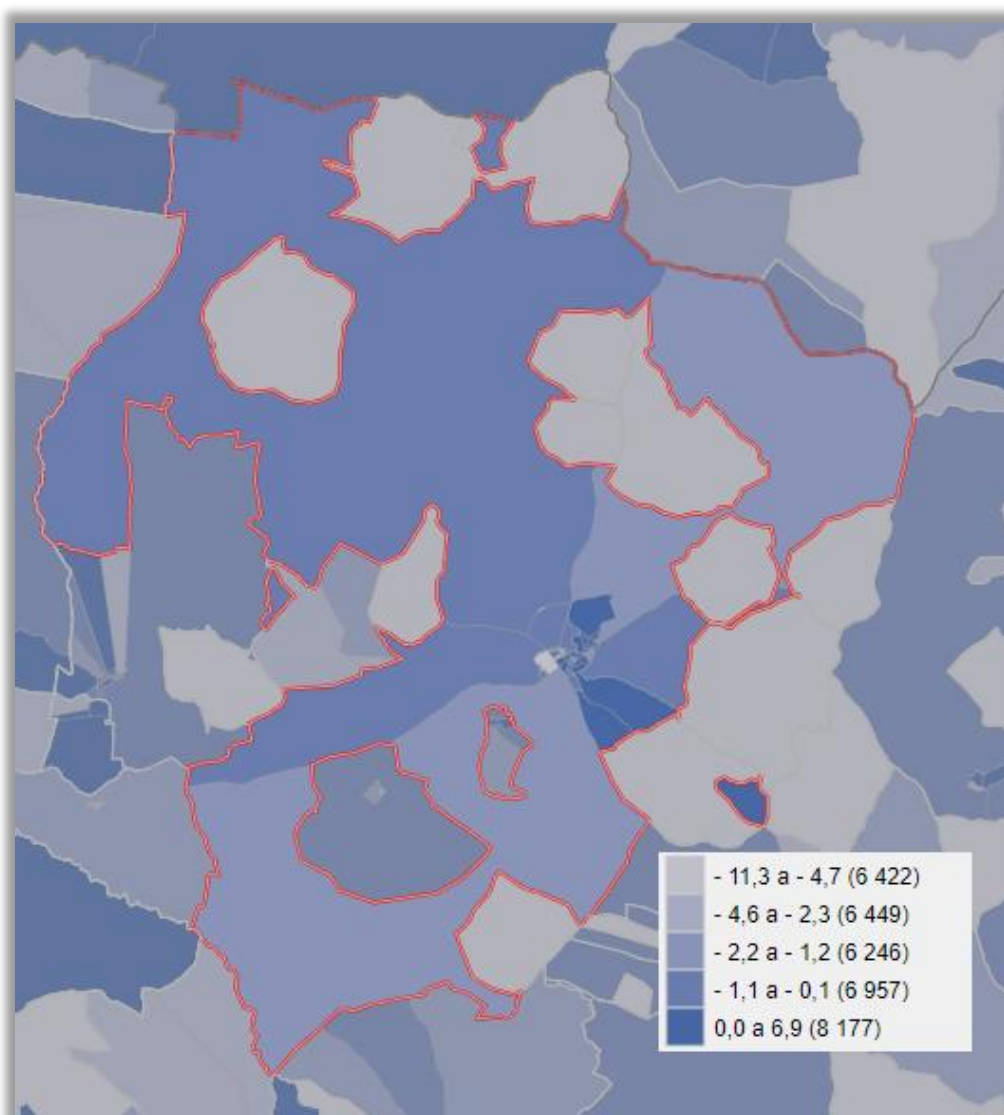 - 11,3 a - 4,7 (6 422)
- 4,6 a - 2,3 (6 449)
- 2,2 a - 1,2 (6 246)
- 1,1 a - 0,1 (6 957)
0,0 a 6,9 (8 177)